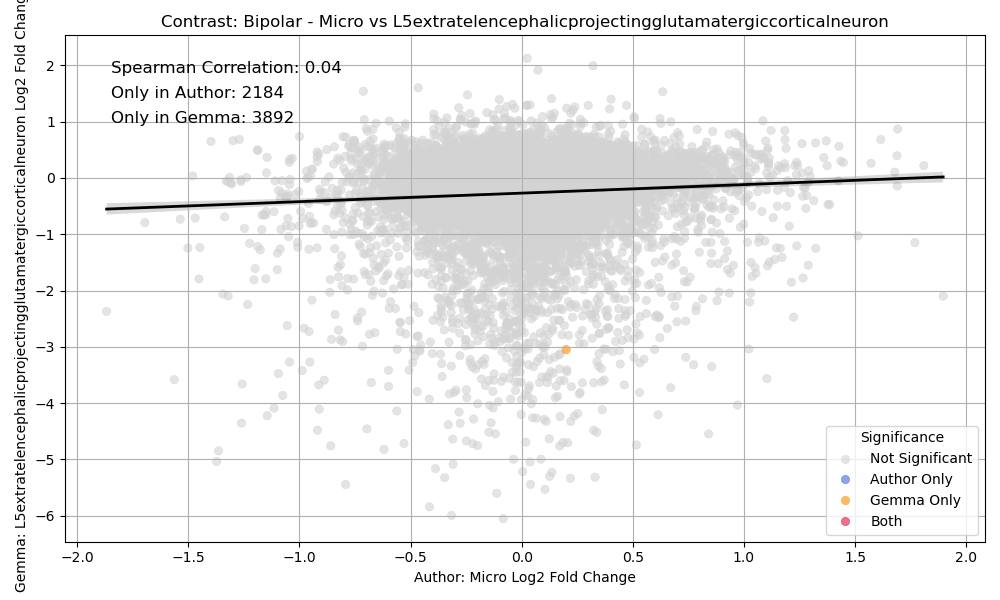 Contrast: Bipolar - Micro vs L5extratelencephalicprojectingglutamatergiccorticalneuron
Spearman Correlation: 0.04
Only in Author: 2184
Only in Gemma: 3892
Gemma: L5extratelencephalicprojectingglutamatergiccorticalneuron Log2 Fold Chang
2
1
0
−1
−2
−3
−4
−5
−6
Significance
Not Significant
Author Only
Gemma Only
Both
−2.0 −1.5 −1.0 −0.5 0.0 0.5 1.0 1.5 2.0
Author: Micro Log2 Fold Change